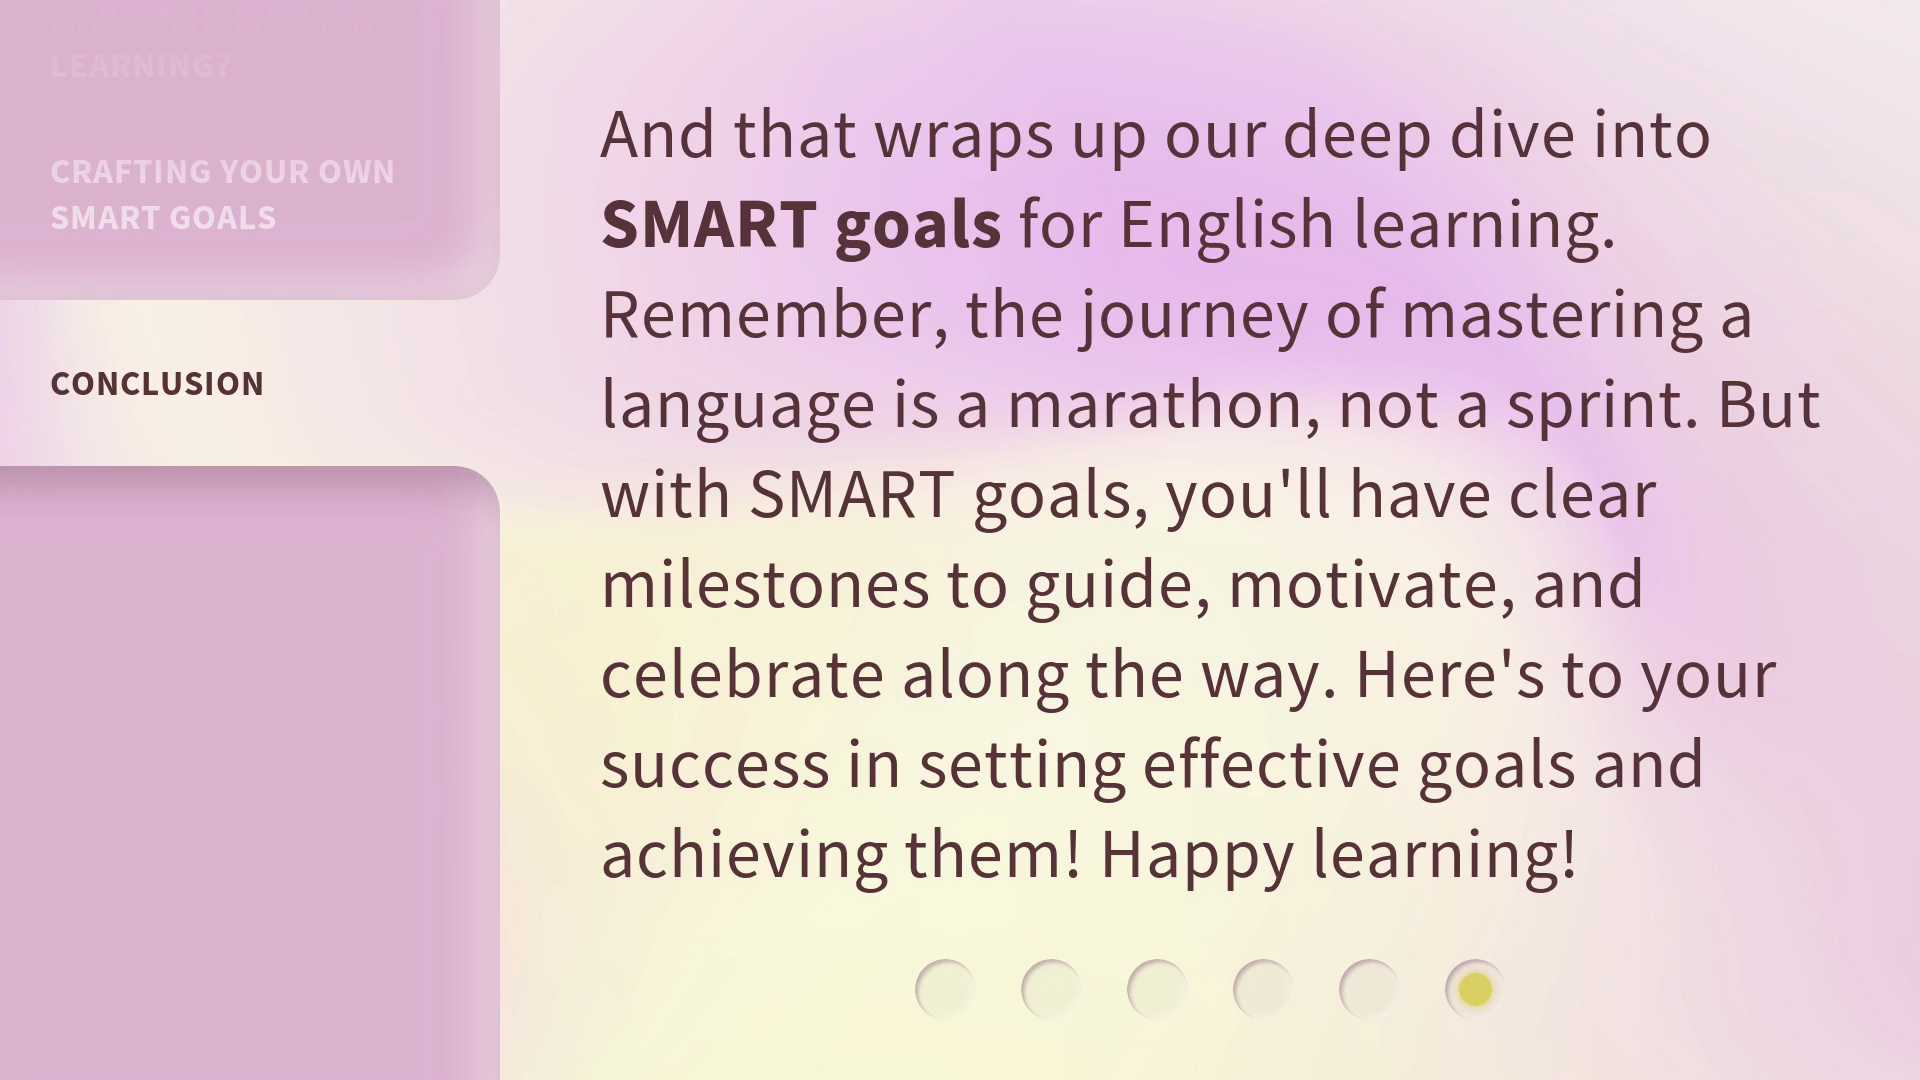 MATTER IN ENGLISH
LEARNING?
CRAFTING YOUR OWN
SMART GOALS
CONCLUSION
And that wraps up our deep dive into
SMART goals for English learning.
Remember, the journey of mastering a
language is a marathon, not a sprint. But
with SMART goals, you'll have clear
milestones to guide, motivate, and
celebrate along the way. Here's to your
success in setting effective goals and
achieving them! Happy learning!